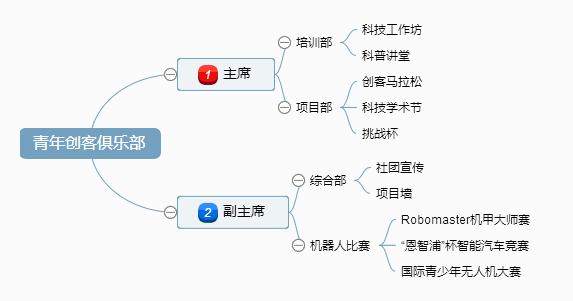 青年创客俱乐部
1 主席
培训部
科技工作坊
科普讲堂
项目部
创客马拉松
科技学术节
挑战杯
2 副主席
综合部
社团宣传
项目墙
机器人比赛
Robomaster机甲大师赛
“恩智浦”杯智能汽车竞赛
国际青少年无人机大赛